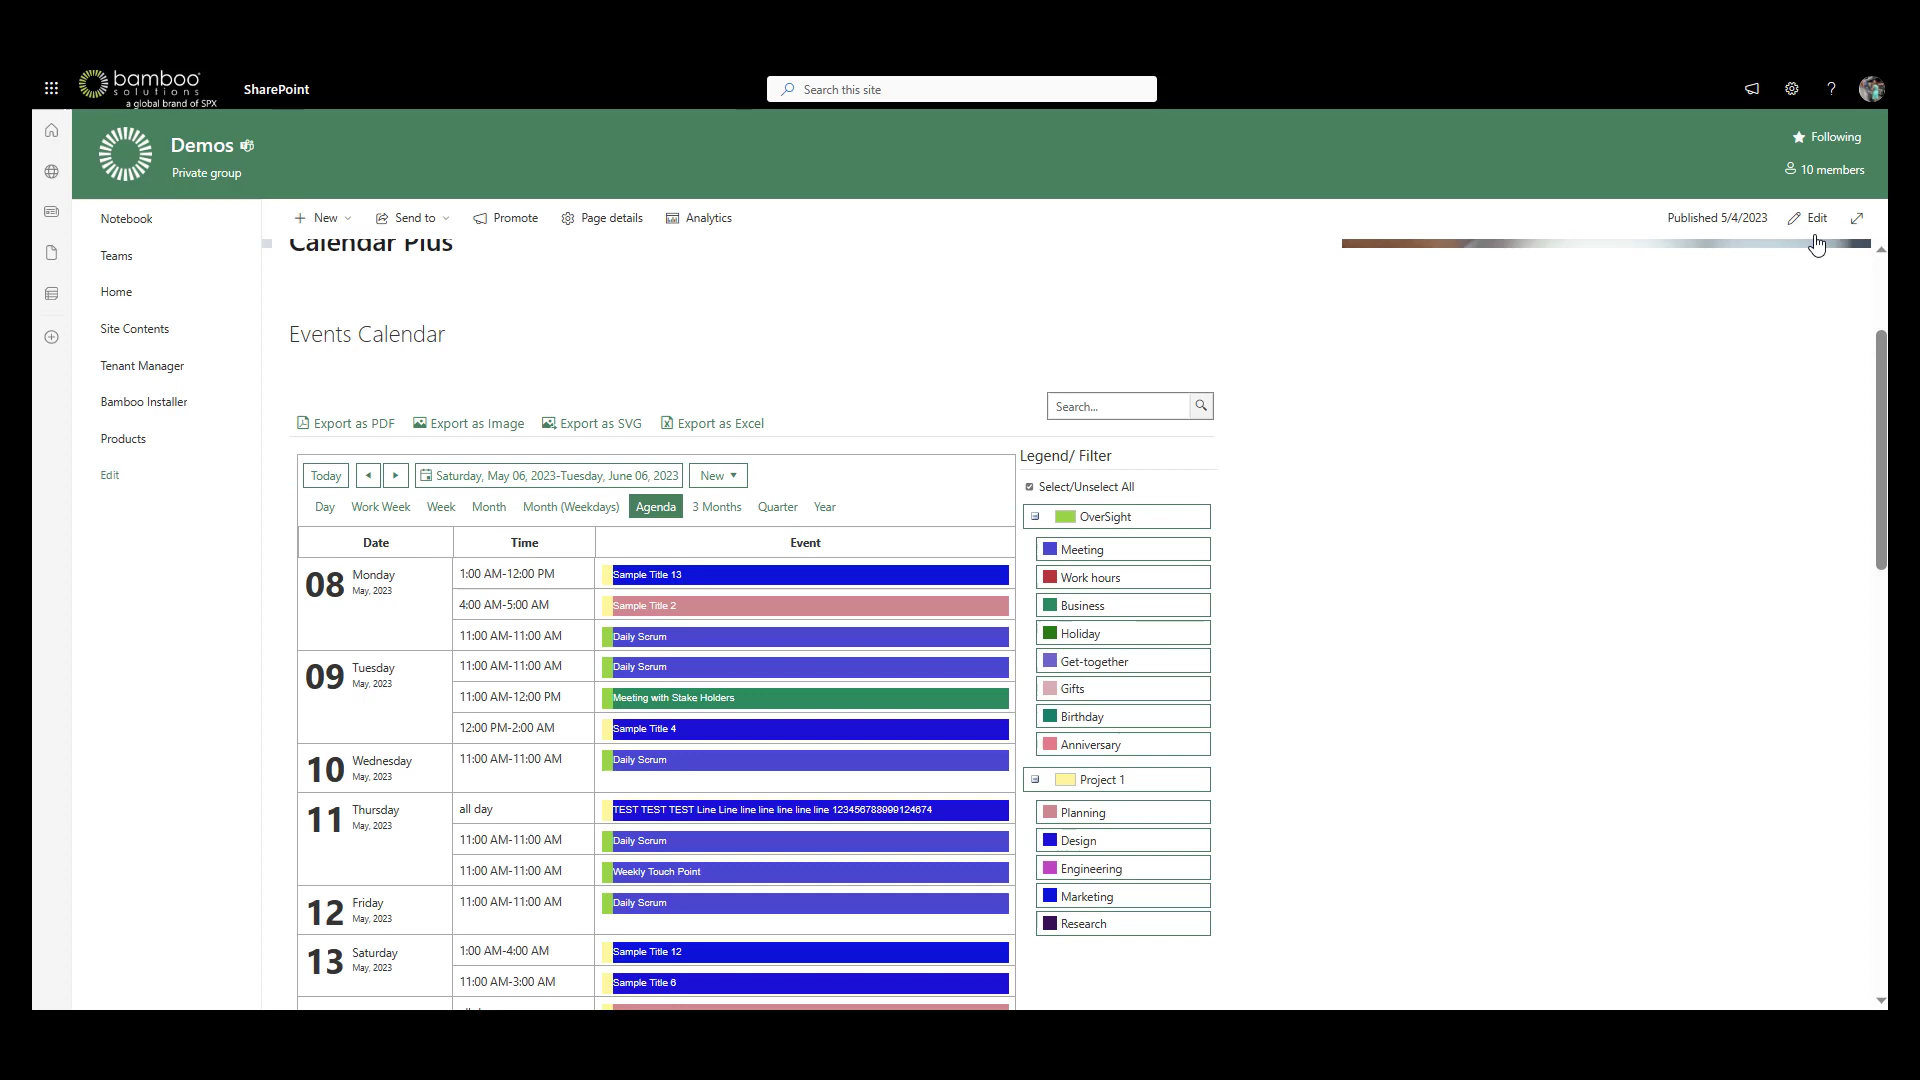 bamboo
solutions
a global brand of SPX
SharePoint
Search this site
?
Demos
Private group
Following
10 members
Notebook
Teams
Home
Site Contents
Tenant Manager
Bamboo Installer
Products
Edit
New
Send to
Promote
Page details
Analytics
Published 5/4/2023
Edit
Calendar Plus
Events Calendar
Search...
Export as PDF
Export as Image
Export as SVG
Export as Excel
Today
Saturday, May 06, 2023-Tuesday, June 06, 2023
New
Day
Work Week
Week
Month
Month (Weekdays)
Agenda
3 Months
Quarter
Year
Date
Time
Event
08 Monday
May, 2023
1:00 AM-12:00 PM
Sample Title 13
4:00 AM-5:00 AM
Sample Title 2
11:00 AM-11:00 AM
Daily Scrum
09 Tuesday
May, 2023
11:00 AM-11:00 AM
Daily Scrum
11:00 AM-12:00 PM
Meeting with Stake Holders
12:00 PM-2:00 AM
Sample Title 4
10 Wednesday
May, 2023
11:00 AM-11:00 AM
Daily Scrum
11 Thursday
May, 2023
all day
TEST TEST TEST Line Line line line line line line 123456788999124674
11:00 AM-11:00 AM
Daily Scrum
11:00 AM-11:00 AM
Weekly Touch Point
12 Friday
May, 2023
11:00 AM-11:00 AM
Daily Scrum
13 Saturday
May, 2023
1:00 AM-4:00 AM
Sample Title 12
11:00 AM-3:00 AM
Sample Title 6
Legend/ Filter
Select/Unselect All
OverSight
Meeting
Work hours
Business
Holiday
Get-together
Gifts
Birthday
Anniversary
Project 1
Planning
Design
Engineering
Marketing
Research